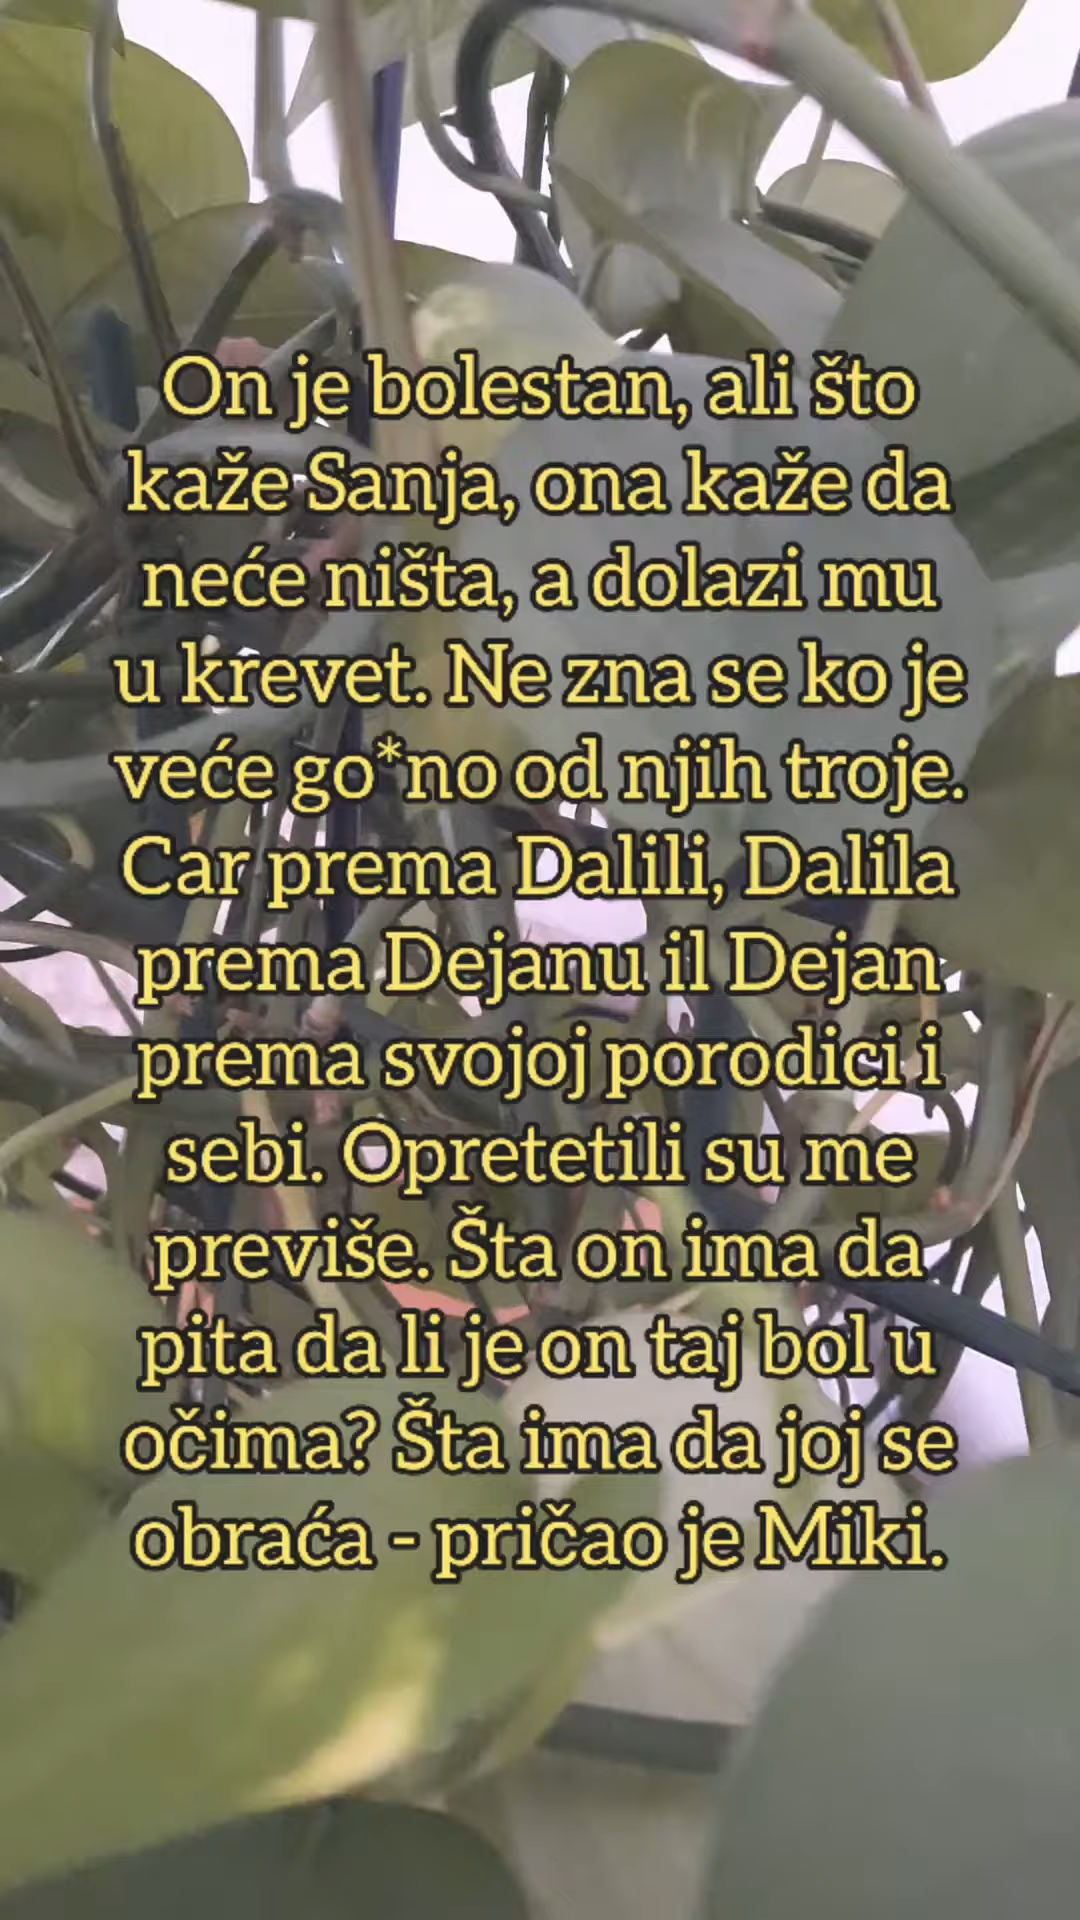 On je bolestan, ali što
kaže Sanja, ona kaže da
neće ništa, a dolazi mu
u krevet. Ne zna se ko je
veće go*no od njih troje.
Car prema Dalili, Dalila
prema Dejanu il Dejan
prema svojoj porodici i
sebi. Opretetili su me
previše. Šta on ima da
pita da li je on taj bol u
očima? Šta ima da joj se
obraća - pričao je Miki.